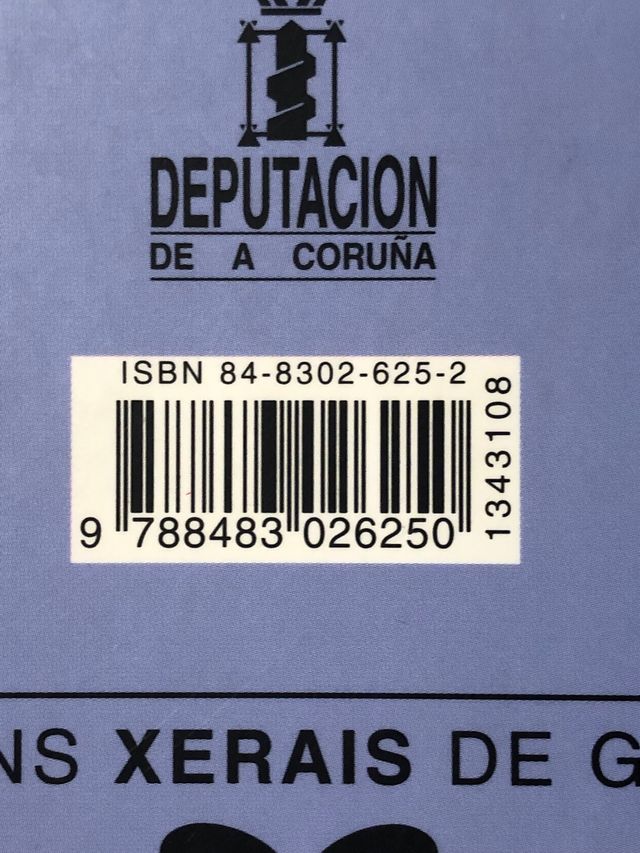 DEPUTACION
DE A CORUÑA
ISBN 84-8302-625-2
9 788483 026250
1343108
NS XERAIS DE G